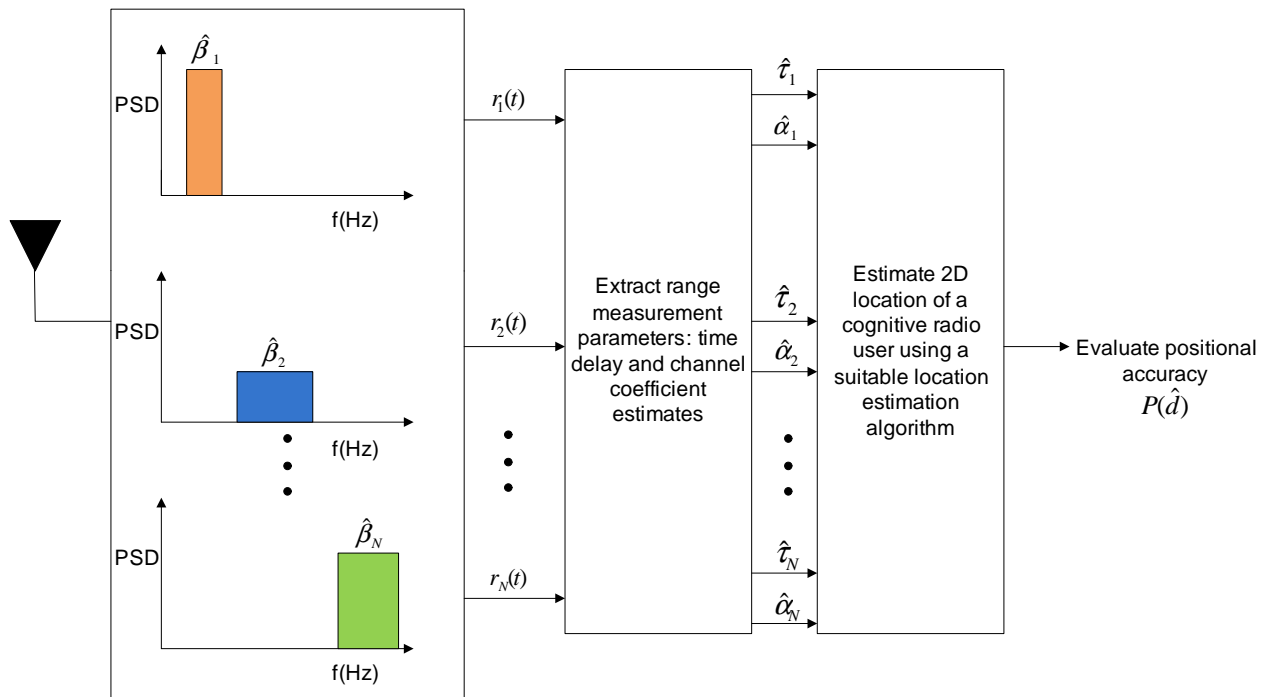 PSD
β̂ 1
f(Hz)
PSD
β̂2
f(Hz)
PSD
β̂N
f(Hz)
r1(t)
r2(t)
rN(t)
Extract range
measurement
parameters: time
delay and channel
coefficient
estimates
τ̂1
α̂1
τ̂2
α̂2
τ̂N
α̂N
Estimate 2D
location of a
cognitive radio
user using a
suitable location
estimation
algorithm
Evaluate positional
accuracy
P(d̂)